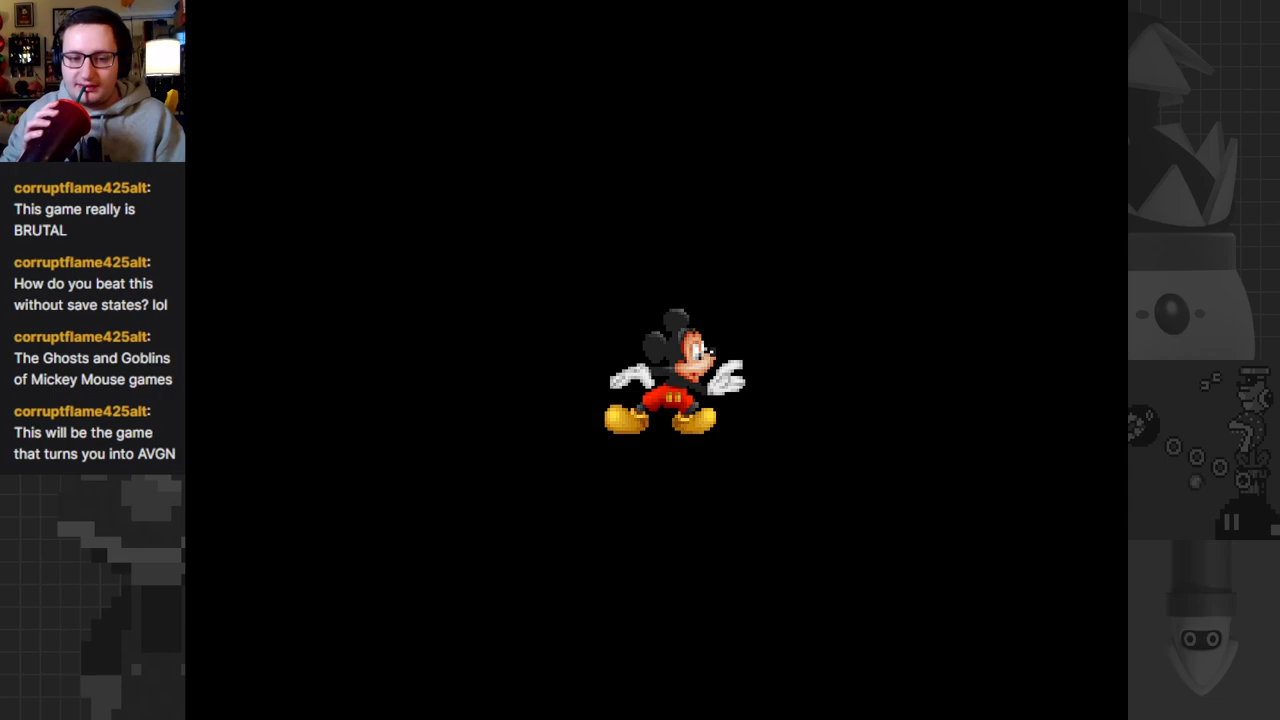 corruptflame425alt:
This game really is
BRUTAL
corruptflame425alt:
How do you beat this
without save states? lol
corruptflame425alt:
The Ghosts and Goblins
of Mickey Mouse games
corruptflame425alt:
This will be the game
that turns you into AVGN